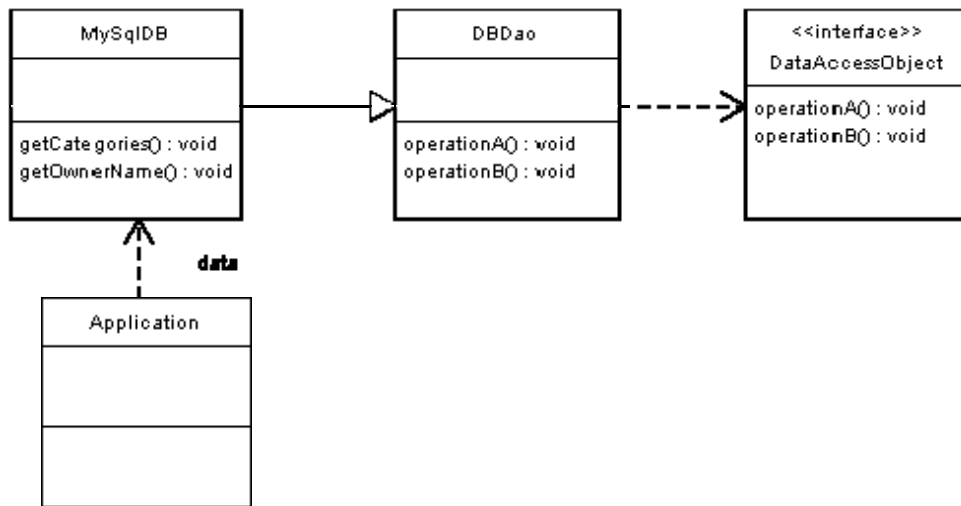 MySqlDB
getCategories() : void
getOwnerName() : void
DBDao
operationA() : void
operationB() : void
<<interface>>
DataAccessObject
operationA() : void
operationB() : void
data
Application